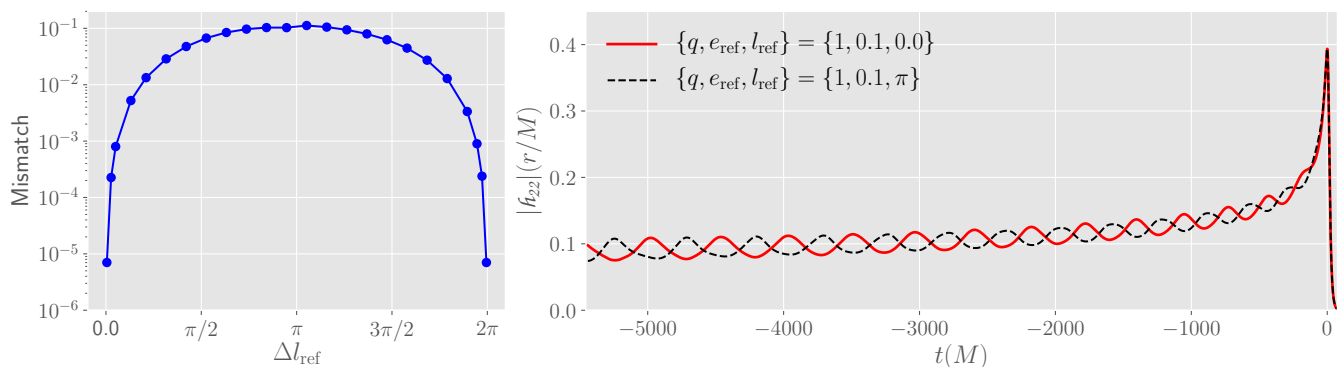 10⁻¹
10⁻²
10⁻³
10⁻⁴
10⁻⁵
10⁻⁶
Mismatch
0.0 π/2 π 3π/2 2π
Δl_ref
{q, e_ref, l_ref} = {1, 0.1, 0.0}
{q, e_ref, l_ref} = {1, 0.1, π}
0.4
0.3
0.2
0.1
0.0
|ℎ₂₂|(r/M)
−5000 −4000 −3000 −2000 −1000 0
t(M)